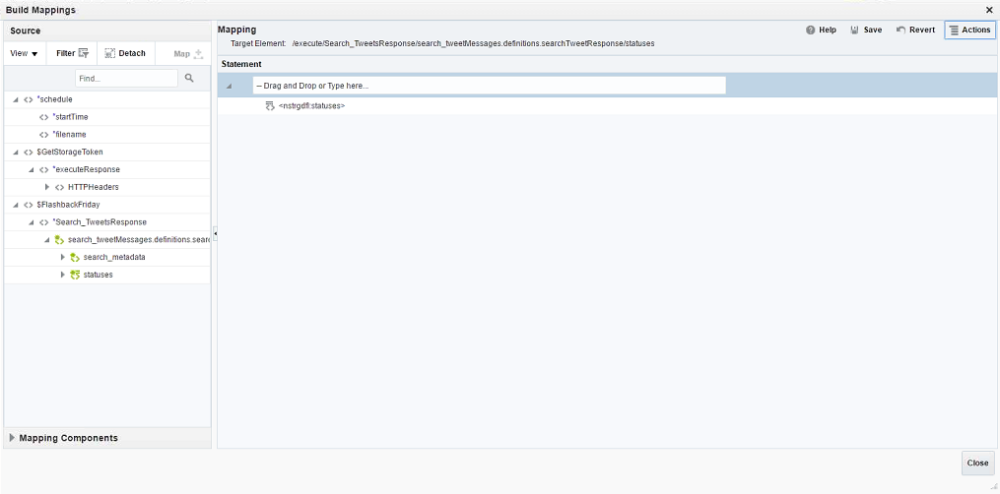 Build Mappings
Source
View Filter Detach Map
Find...
*schedule
*startTime
*filename
$GetStorageToken
*executeResponse
HTTPHeaders
$FlashbackFriday
*Search_TweetsResponse
search_tweetMessages.definitions.searc
search_metadata
statuses
Mapping Components
Mapping
Help Save Revert Actions
Target Element: /execute/Search_TweetsResponse/search_tweetMessages.definitions.searchTweetResponse/statuses
Statement
-- Drag and Drop or Type here...
<nstrgdfl:statuses>
Close